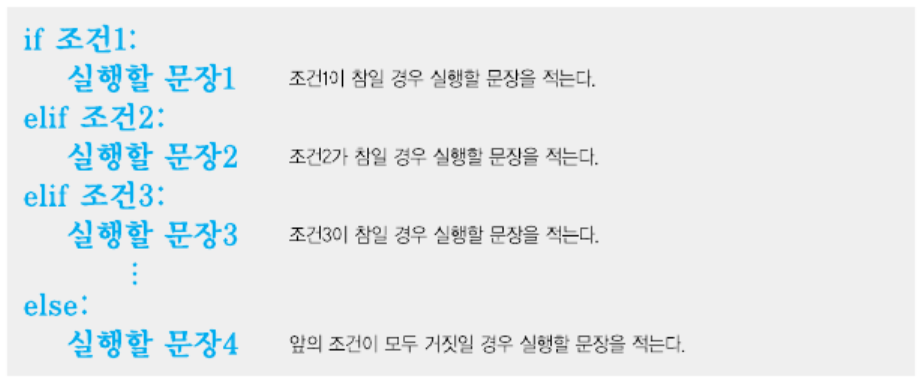 if 조건1:
실행할 문장1 조건1이 참일 경우 실행할 문장을 적는다.
elif 조건2:
실행할 문장2 조건2가 참일 경우 실행할 문장을 적는다.
elif 조건3:
실행할 문장3 조건3이 참일 경우 실행할 문장을 적는다.
⋮
else:
실행할 문장4 앞의 조건이 모두 거짓일 경우 실행할 문장을 적는다.